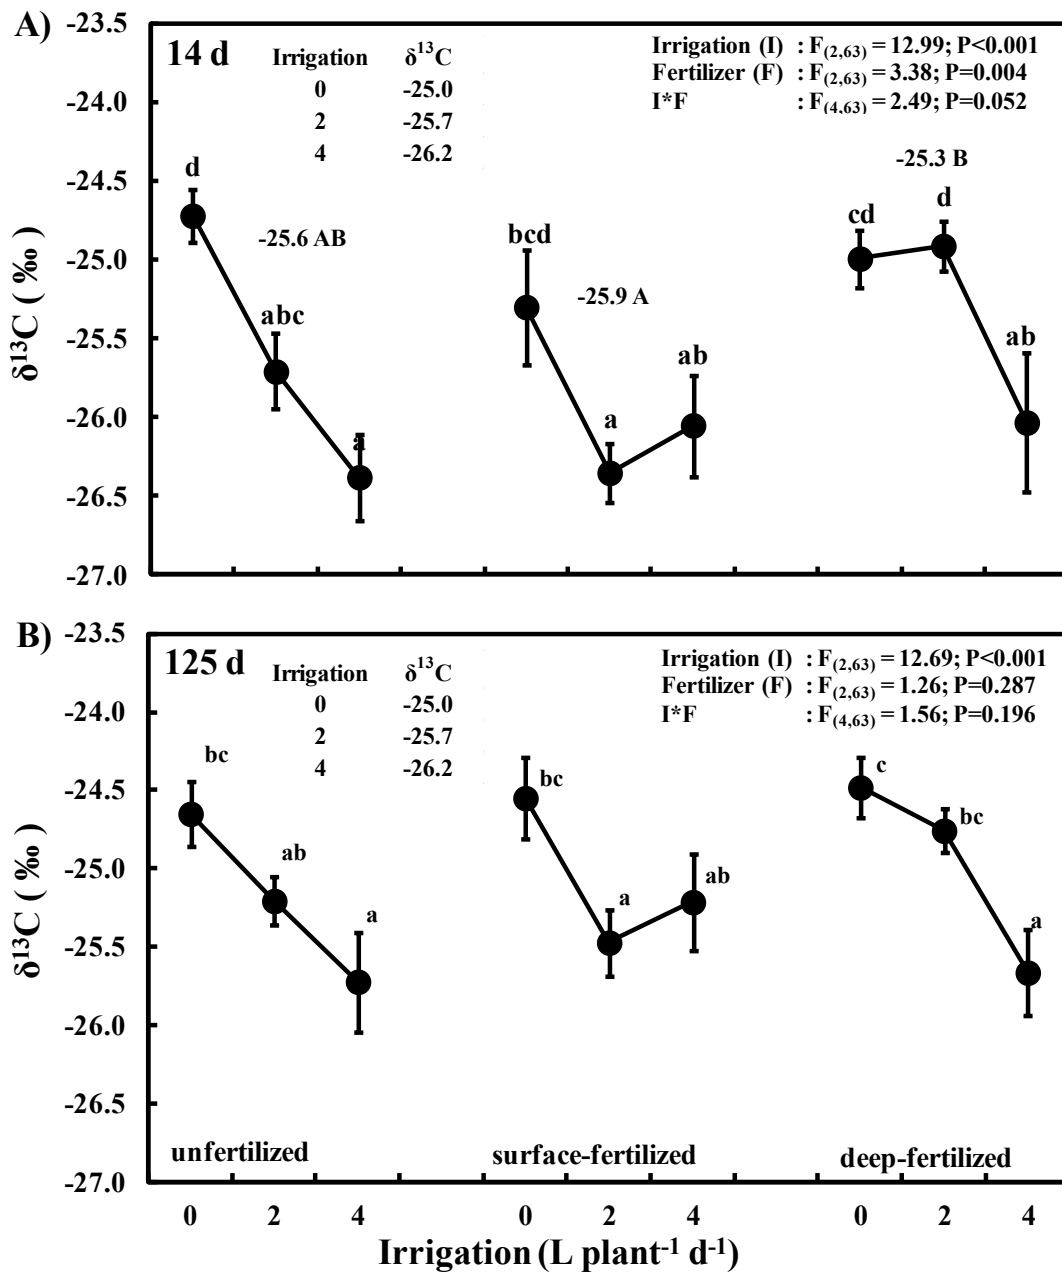 A)
14 d
Irrigation δ¹³C
0 -25.0
2 -25.7
4 -26.2
Irrigation (I) : F(2,63) = 12.99; P<0.001
Fertilizer (F) : F(2,63) = 3.38; P=0.004
I*F : F(4,63) = 2.49; P=0.052
-23.5
-24.0
-24.5
-25.0
-25.5
-26.0
-26.5
-27.0
δ¹³C ( ‰ )
d
-25.6 AB
abc
a
bcd
-25.9 A
a
ab
-25.3 B
cd
d
ab
B)
125 d
Irrigation δ¹³C
0 -25.0
2 -25.7
4 -26.2
Irrigation (I) : F(2,63) = 12.69; P<0.001
Fertilizer (F) : F(2,63) = 1.26; P=0.287
I*F : F(4,63) = 1.56; P=0.196
-23.5
-24.0
-24.5
-25.0
-25.5
-26.0
-26.5
-27.0
δ¹³C ( ‰ )
bc
ab
a
bc
a
ab
c
bc
a
unfertilized surface-fertilized deep-fertilized
0 2 4 0 2 4 0 2 4
Irrigation (L plant⁻¹ d⁻¹)